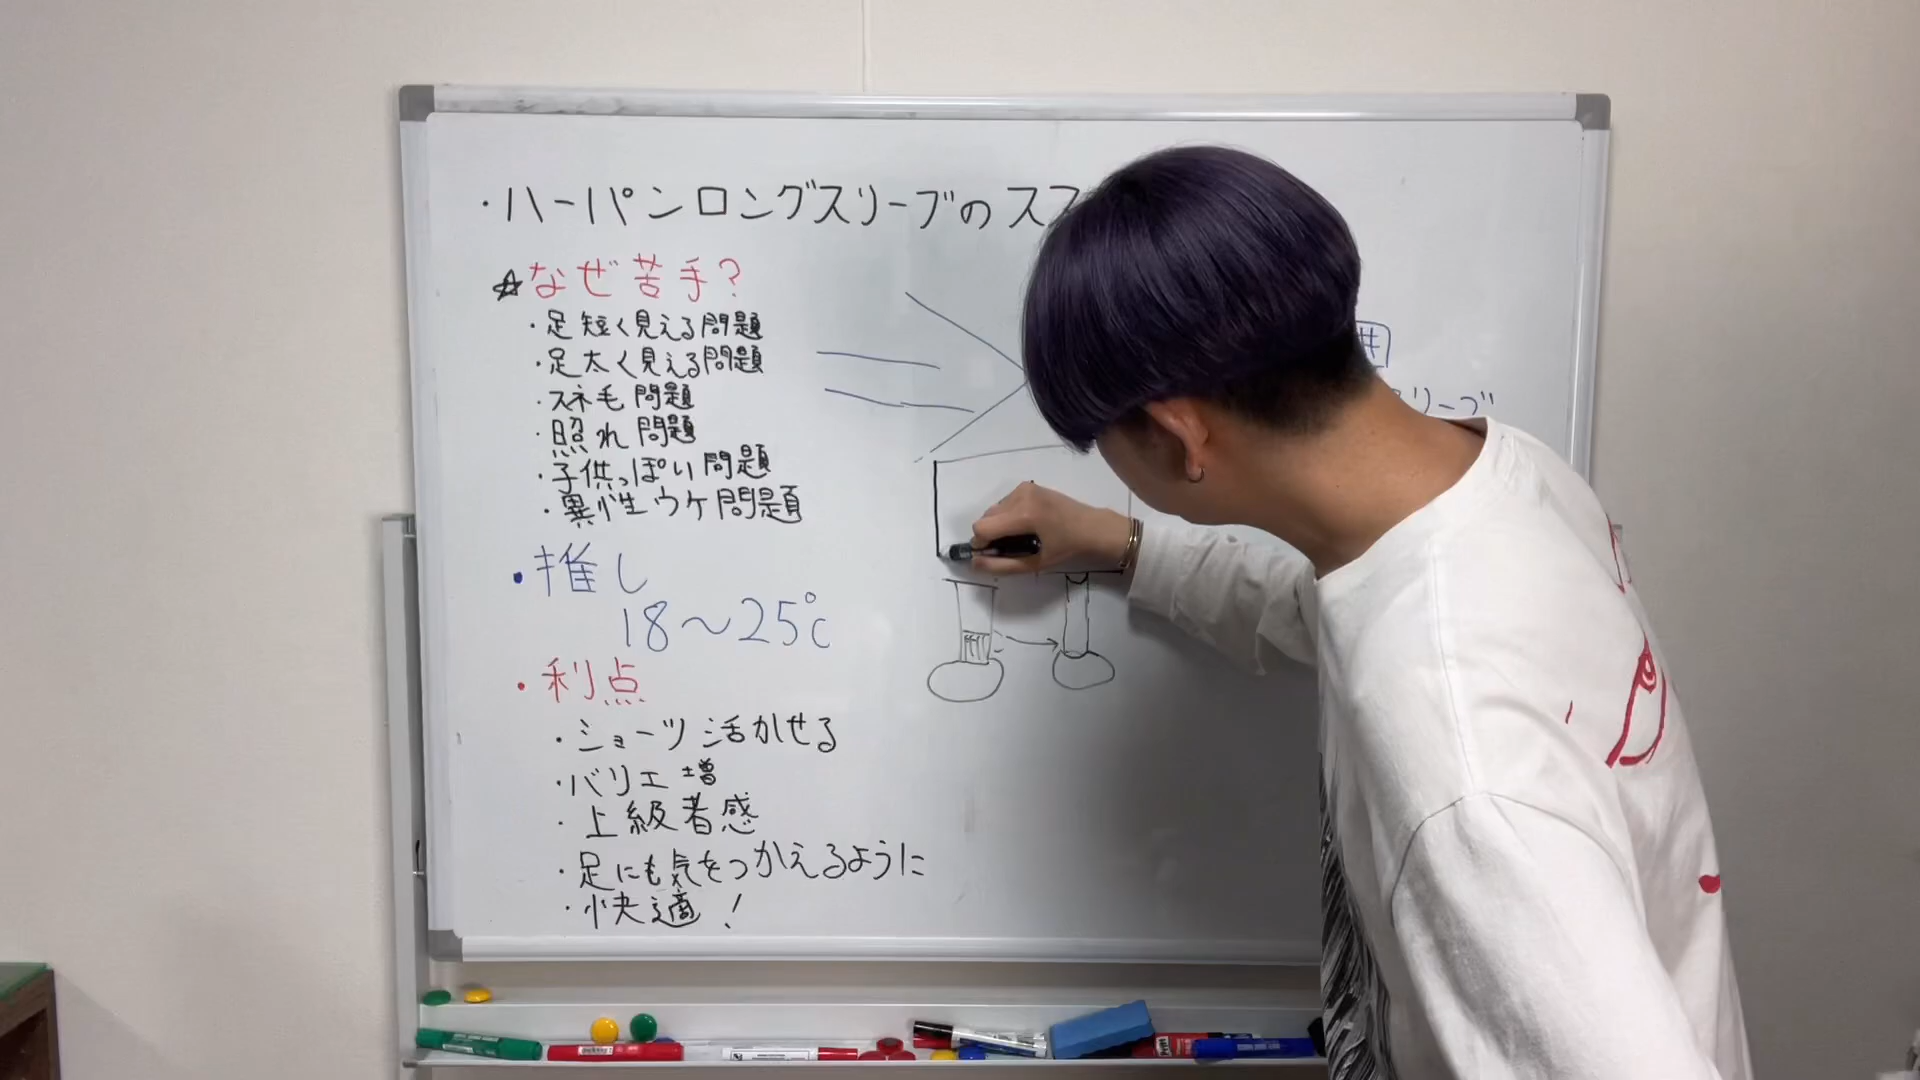 ・ハーパンロングスリーブのスス
☆なぜ苦手?
・足短く見える問題
・足太く見える問題
・スネ毛問題
・照れ問題
・子供っぽい問題
・異性ウケ問題
・推し
18〜25℃
・利点
・ショーツ活かせる
・バリエ増
・上級者感
・足にも気をつかえるように
・快適!
リーブ